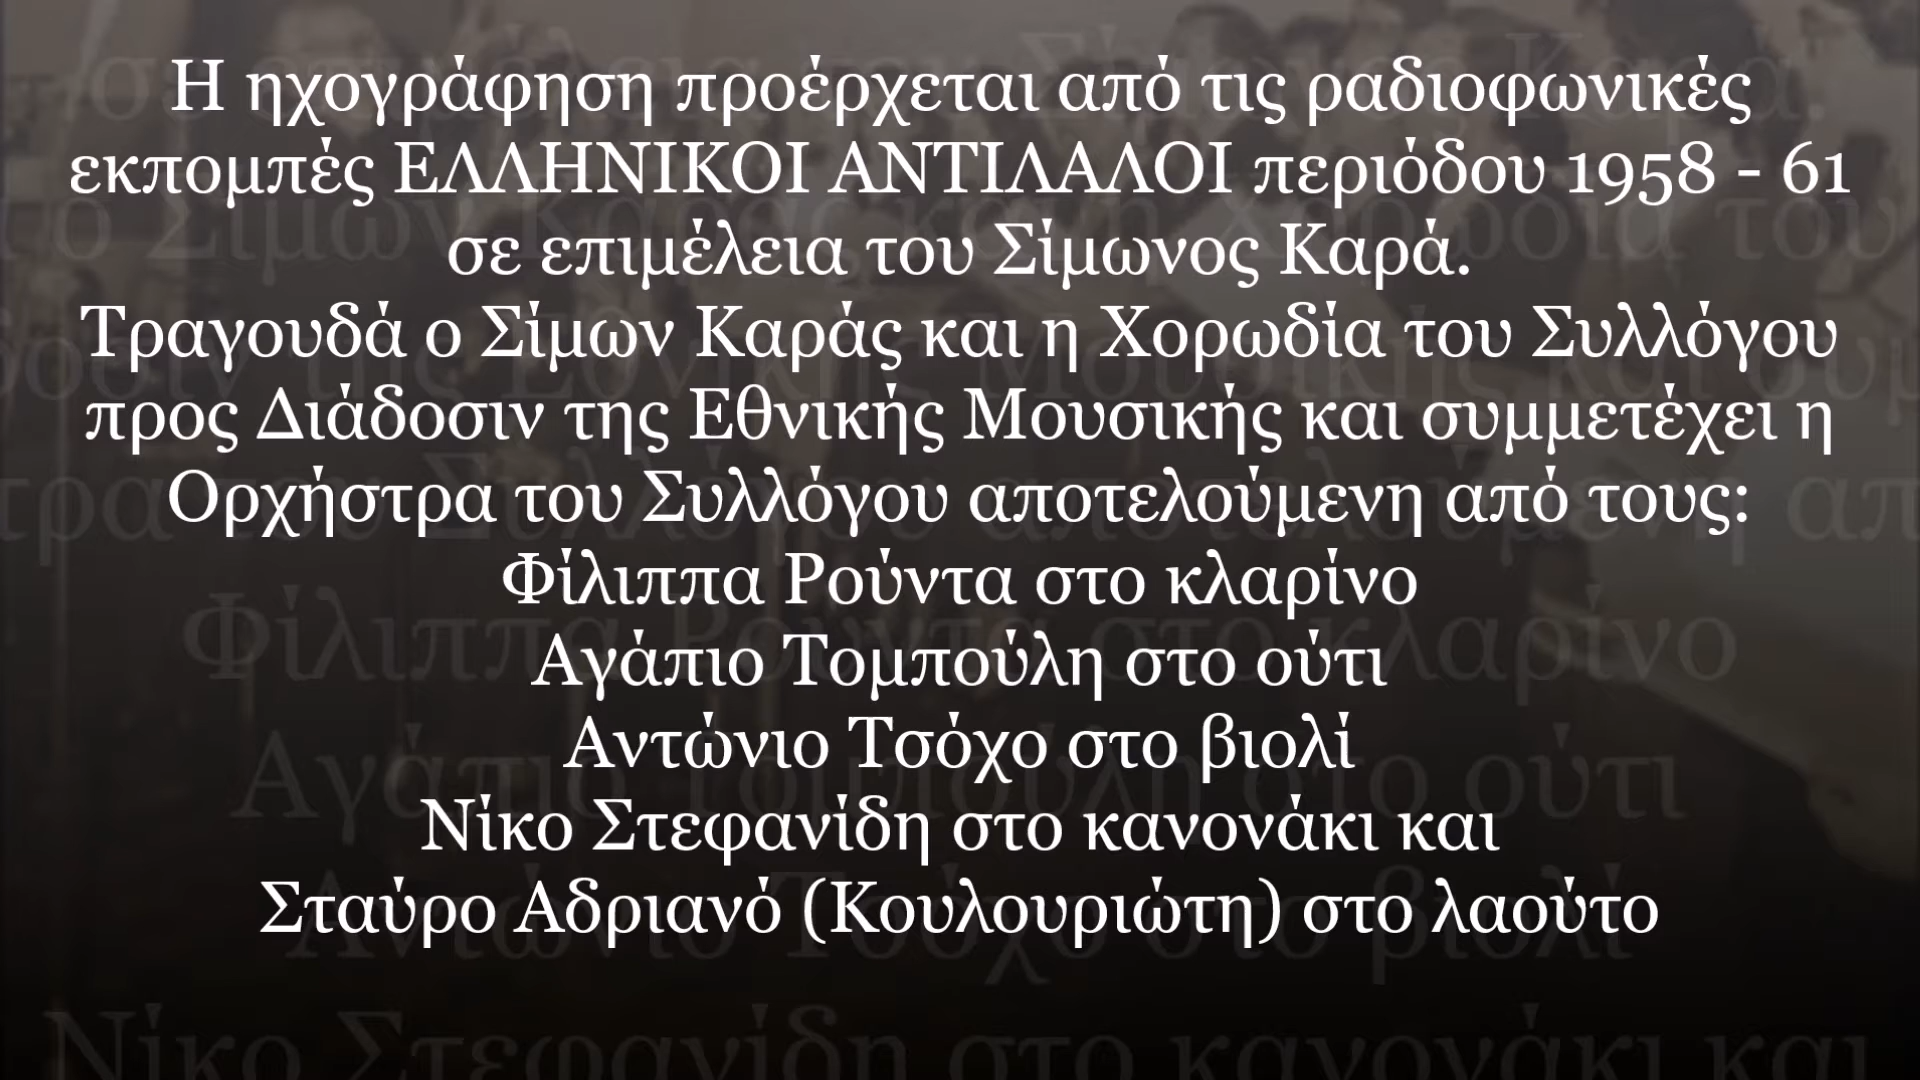 Η ηχογράφηση προέρχεται από τις ραδιοφωνικές
εκπομπές ΕΛΛΗΝΙΚΟΙ ΑΝΤΙΛΑΛΟΙ περιόδου 1958 - 61
σε επιμέλεια του Σίμωνος Καρά.
Τραγουδά ο Σίμων Καράς και η Χορωδία του Συλλόγου
προς Διάδοσιν της Εθνικής Μουσικής και συμμετέχει η
Ορχήστρα του Συλλόγου αποτελούμενη από τους:
Φίλιππα Ρούντα στο κλαρίνο
Αγάπιο Τομπούλη στο ούτι
Αντώνιο Τσόχο στο βιολί
Νίκο Στεφανίδη στο κανονάκι και
Σταύρο Αδριανό (Κουλουριώτη) στο λαούτο